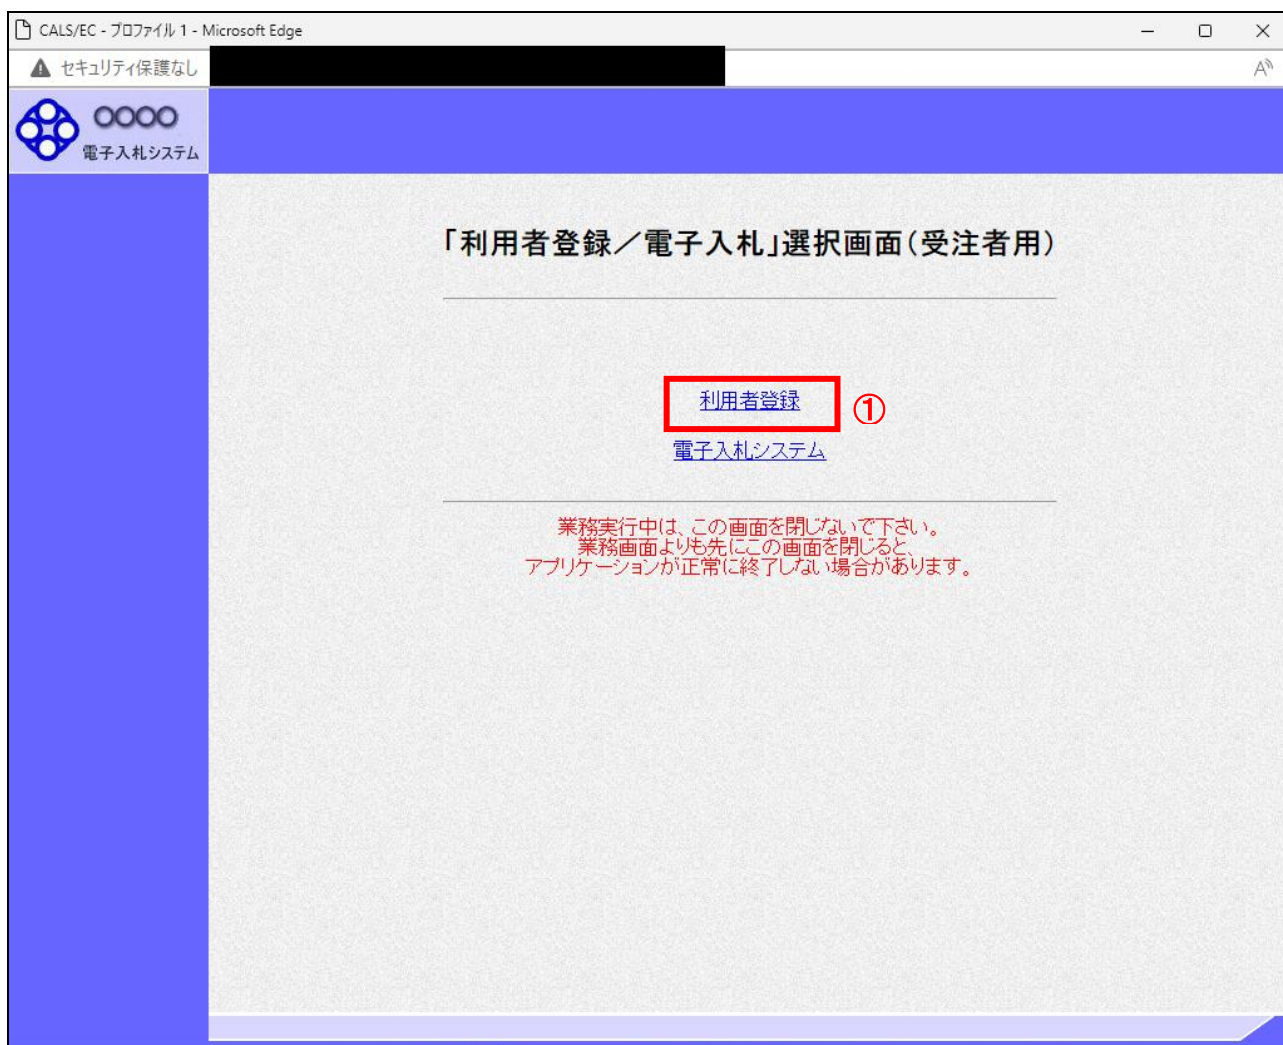 CALS/EC - プロファイル 1 - Microsoft Edge
セキュリティ保護なし
A
○○○○
電子入札システム
「利用者登録／電子入札」選択画面（受注者用）
利用者登録
①
電子入札システム
業務実行中は、この画面を閉じないで下さい。
業務画面よりも先にこの画面を閉じると、
アプリケーションが正常に終了しない場合があります。